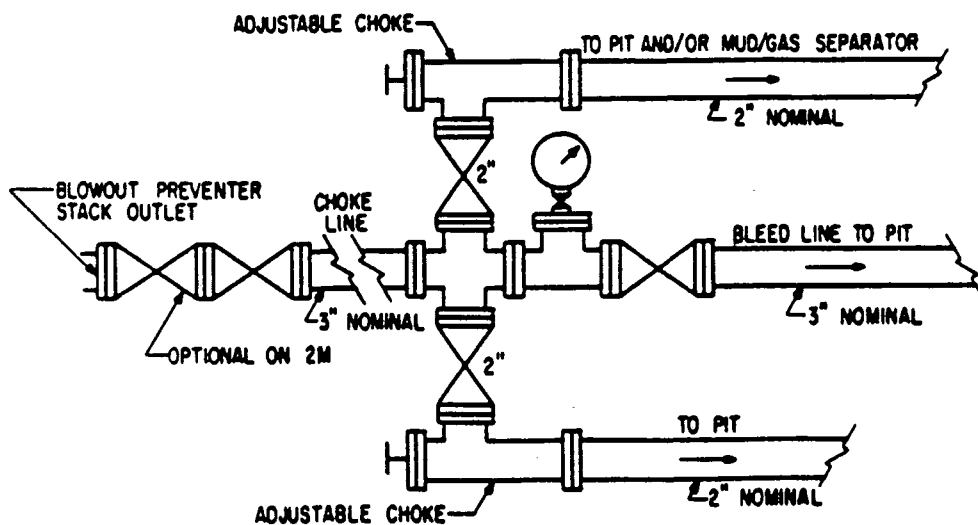 ADJUSTABLE CHOKE
TO PIT AND/OR MUD/GAS SEPARATOR
2" NOMINAL
2"
BLOWOUT PREVENTER
STACK OUTLET
CHOKE
LINE
BLEED LINE TO PIT
3" NOMINAL
3" NOMINAL
OPTIONAL ON 2M
2"
TO PIT
2" NOMINAL
ADJUSTABLE CHOKE